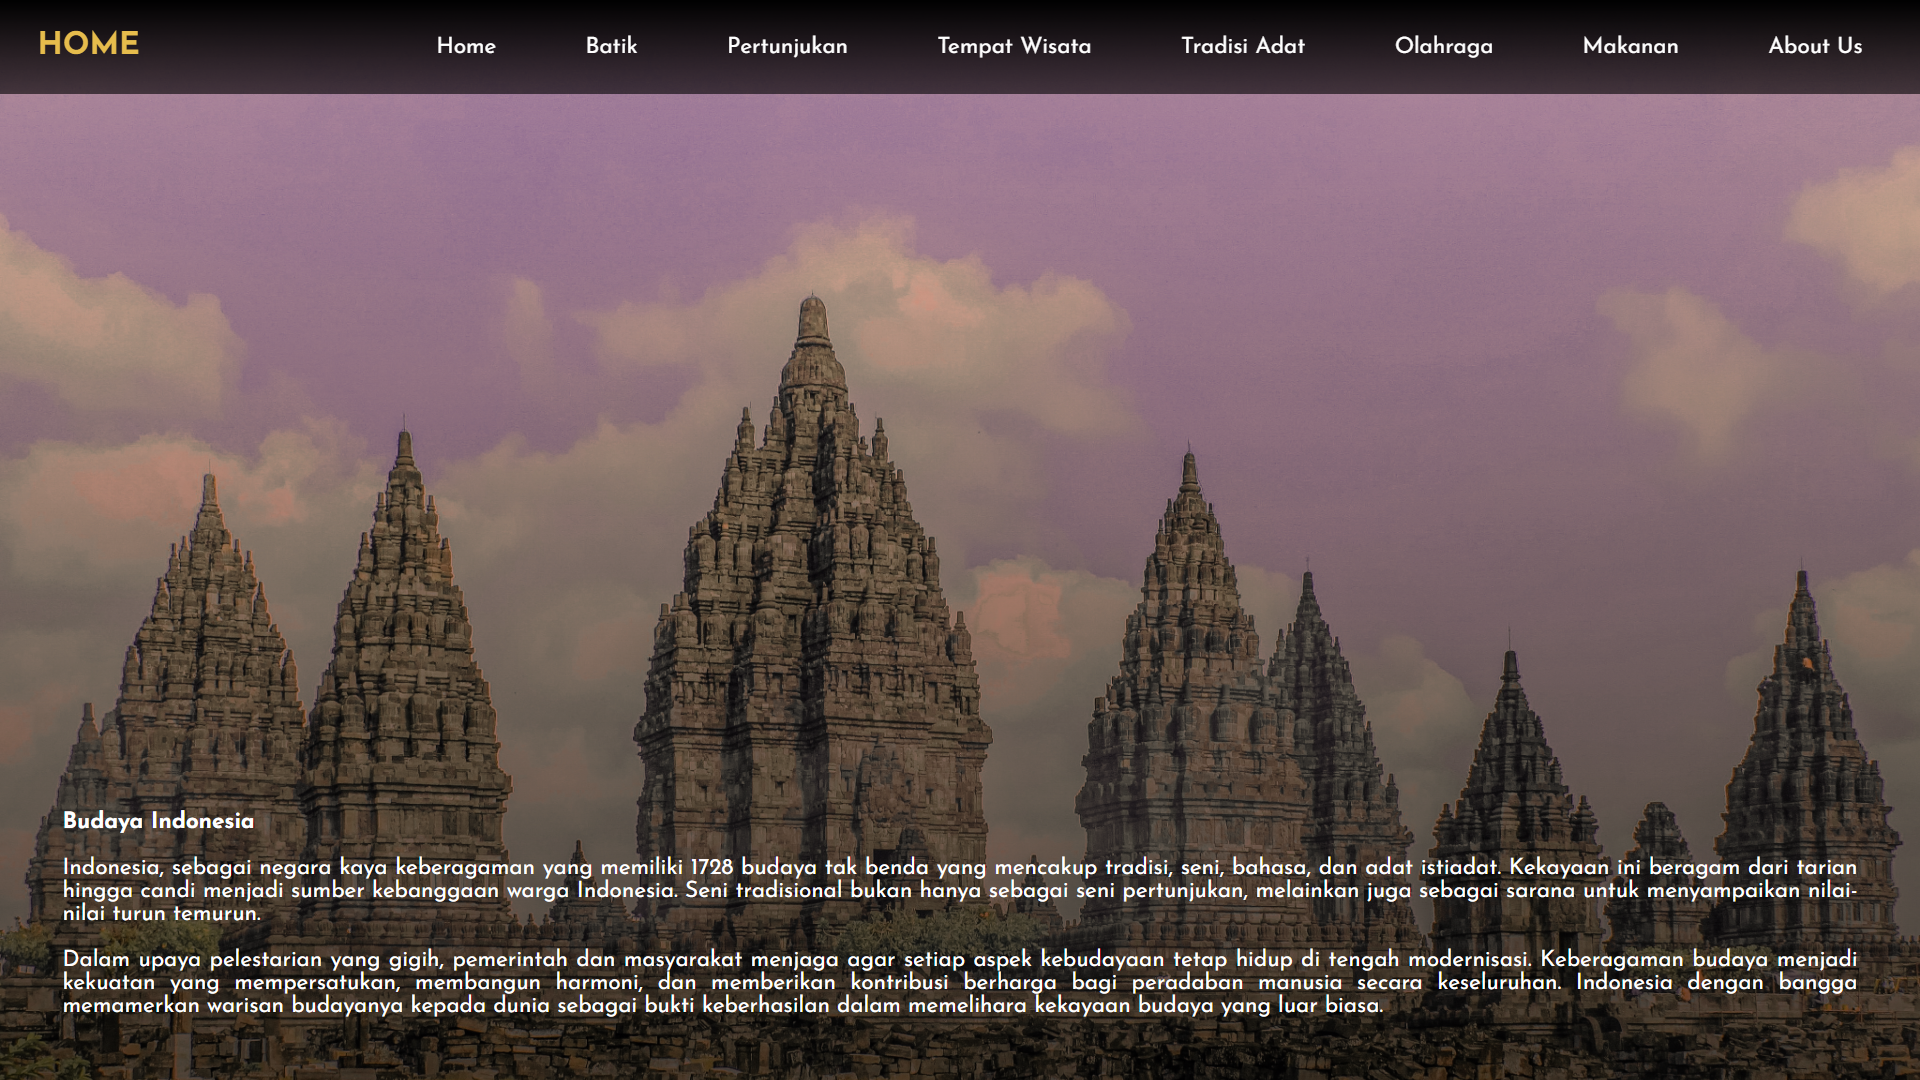 HOME
Home Batik Pertunjukan Tempat Wisata Tradisi Adat Olahraga Makanan About Us
Budaya Indonesia
Indonesia, sebagai negara kaya keberagaman yang memiliki 1728 budaya tak benda yang mencakup tradisi, seni, bahasa, dan adat istiadat. Kekayaan ini beragam dari tarian
hingga candi menjadi sumber kebanggaan warga Indonesia. Seni tradisional bukan hanya sebagai seni pertunjukan, melainkan juga sebagai sarana untuk menyampaikan nilai-
nilai turun temurun.
Dalam upaya pelestarian yang gigih, pemerintah dan masyarakat menjaga agar setiap aspek kebudayaan tetap hidup di tengah modernisasi. Keberagaman budaya menjadi
kekuatan yang mempersatukan, membangun harmoni, dan memberikan kontribusi berharga bagi peradaban manusia secara keseluruhan. Indonesia dengan bangga
memamerkan warisan budayanya kepada dunia sebagai bukti keberhasilan dalam memelihara kekayaan budaya yang luar biasa.